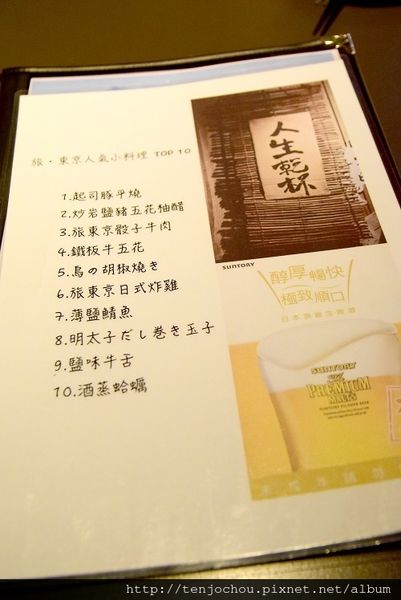 旅・東京人氣小料理 TOP 10
1.起司豚平燒
2.炒岩鹽豬五花柚醋
3.旅東京骰子牛肉
4.鐵板牛五花
5.鳥の胡椒焼き
6.旅東京日式炸雞
7.薄鹽鯖魚
8.明太子だし巻き玉子
9.鹽味牛舌
10.酒蒸蛤蠣
人生乾杯
SUNTORY
醇厚暢快
極致順口
SUNTORY
THE
PREMIUM
MALT'S
http://tenjochou.pixnet.net/album